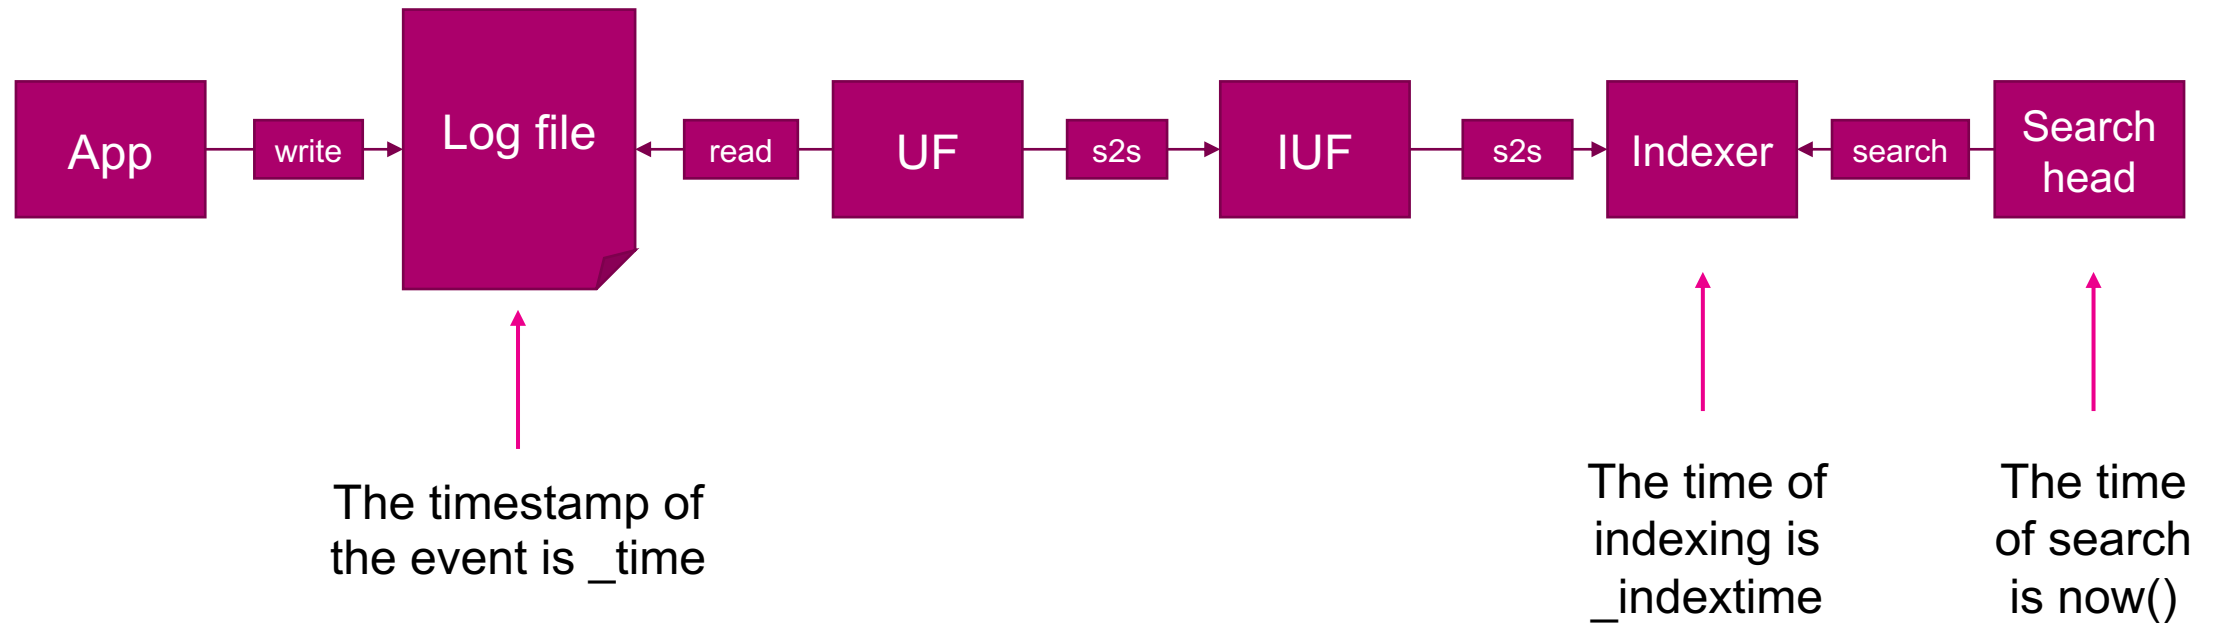 App
write
Log file
read
UF
s2s
IUF
s2s
Indexer
search
Search
head
The timestamp of
the event is _time
The time of
indexing is
_indextime
The time
of search
is now()